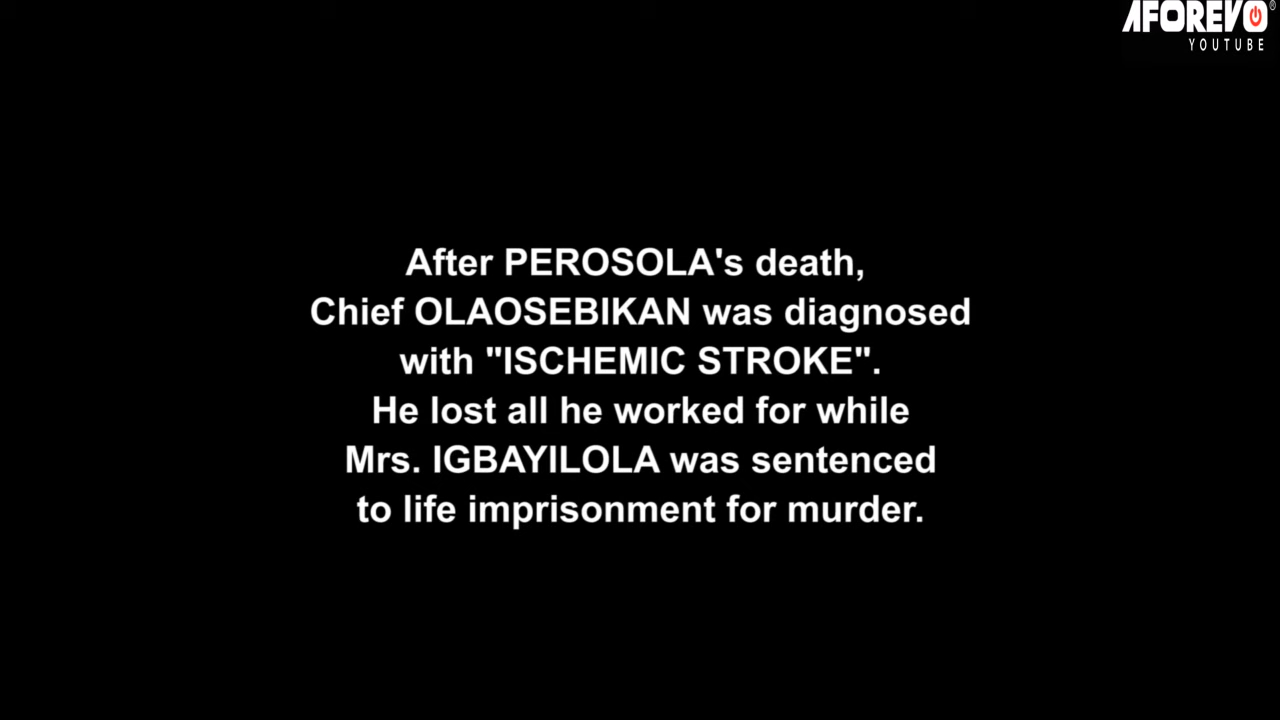 AFOREVO®
YOUTUBE
After PEROSOLA's death,
Chief OLAOSEBIKAN was diagnosed
with "ISCHEMIC STROKE".
He lost all he worked for while
Mrs. IGBAYILOLA was sentenced
to life imprisonment for murder.